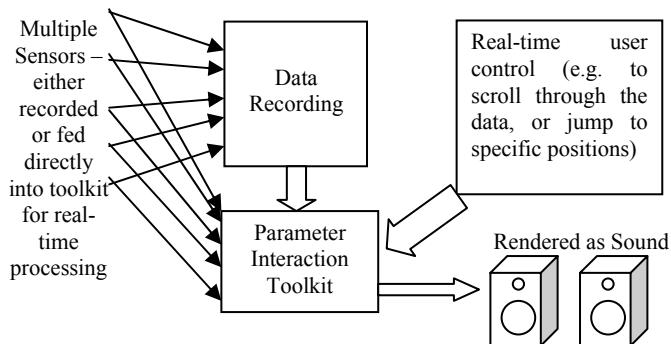 Multiple
Sensors –
either
recorded
or fed
directly
into toolkit
for real-
time
processing
Data
Recording
Real-time user
control (e.g. to
scroll through the
data, or jump to
specific positions)
Parameter
Interaction
Toolkit
Rendered as Sound